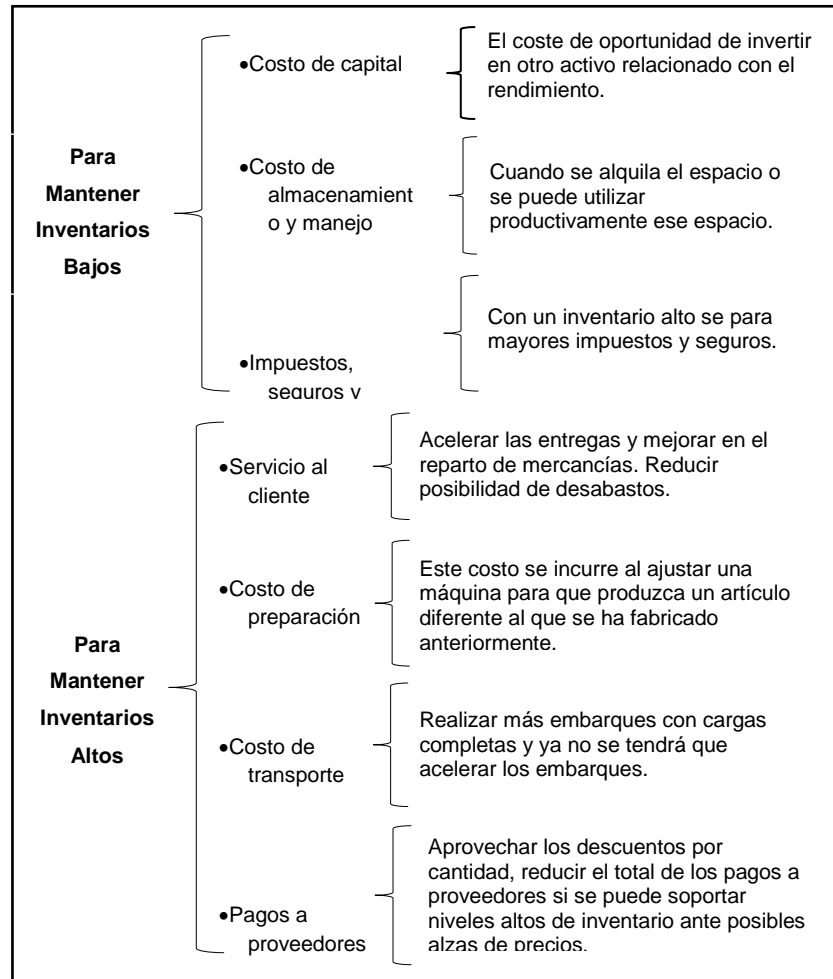 Para
Mantener
Inventarios
Bajos
•Costo de capital
El coste de oportunidad de invertir
en otro activo relacionado con el
rendimiento.
•Costo de
almacenamient
o y manejo
Cuando se alquila el espacio o
se puede utilizar
productivamente ese espacio.
•Impuestos,
seguros y
Con un inventario alto se para
mayores impuestos y seguros.
Para
Mantener
Inventarios
Altos
•Servicio al
cliente
Acelerar las entregas y mejorar en el
reparto de mercancías. Reducir
posibilidad de desabastos.
•Costo de
preparación
Este costo se incurre al ajustar una
máquina para que produzca un artículo
diferente al que se ha fabricado
anteriormente.
•Costo de
transporte
Realizar más embarques con cargas
completas y ya no se tendrá que
acelerar los embarques.
•Pagos a
proveedores
Aprovechar los descuentos por
cantidad, reducir el total de los pagos a
proveedores si se puede soportar
niveles altos de inventario ante posibles
alzas de precios.